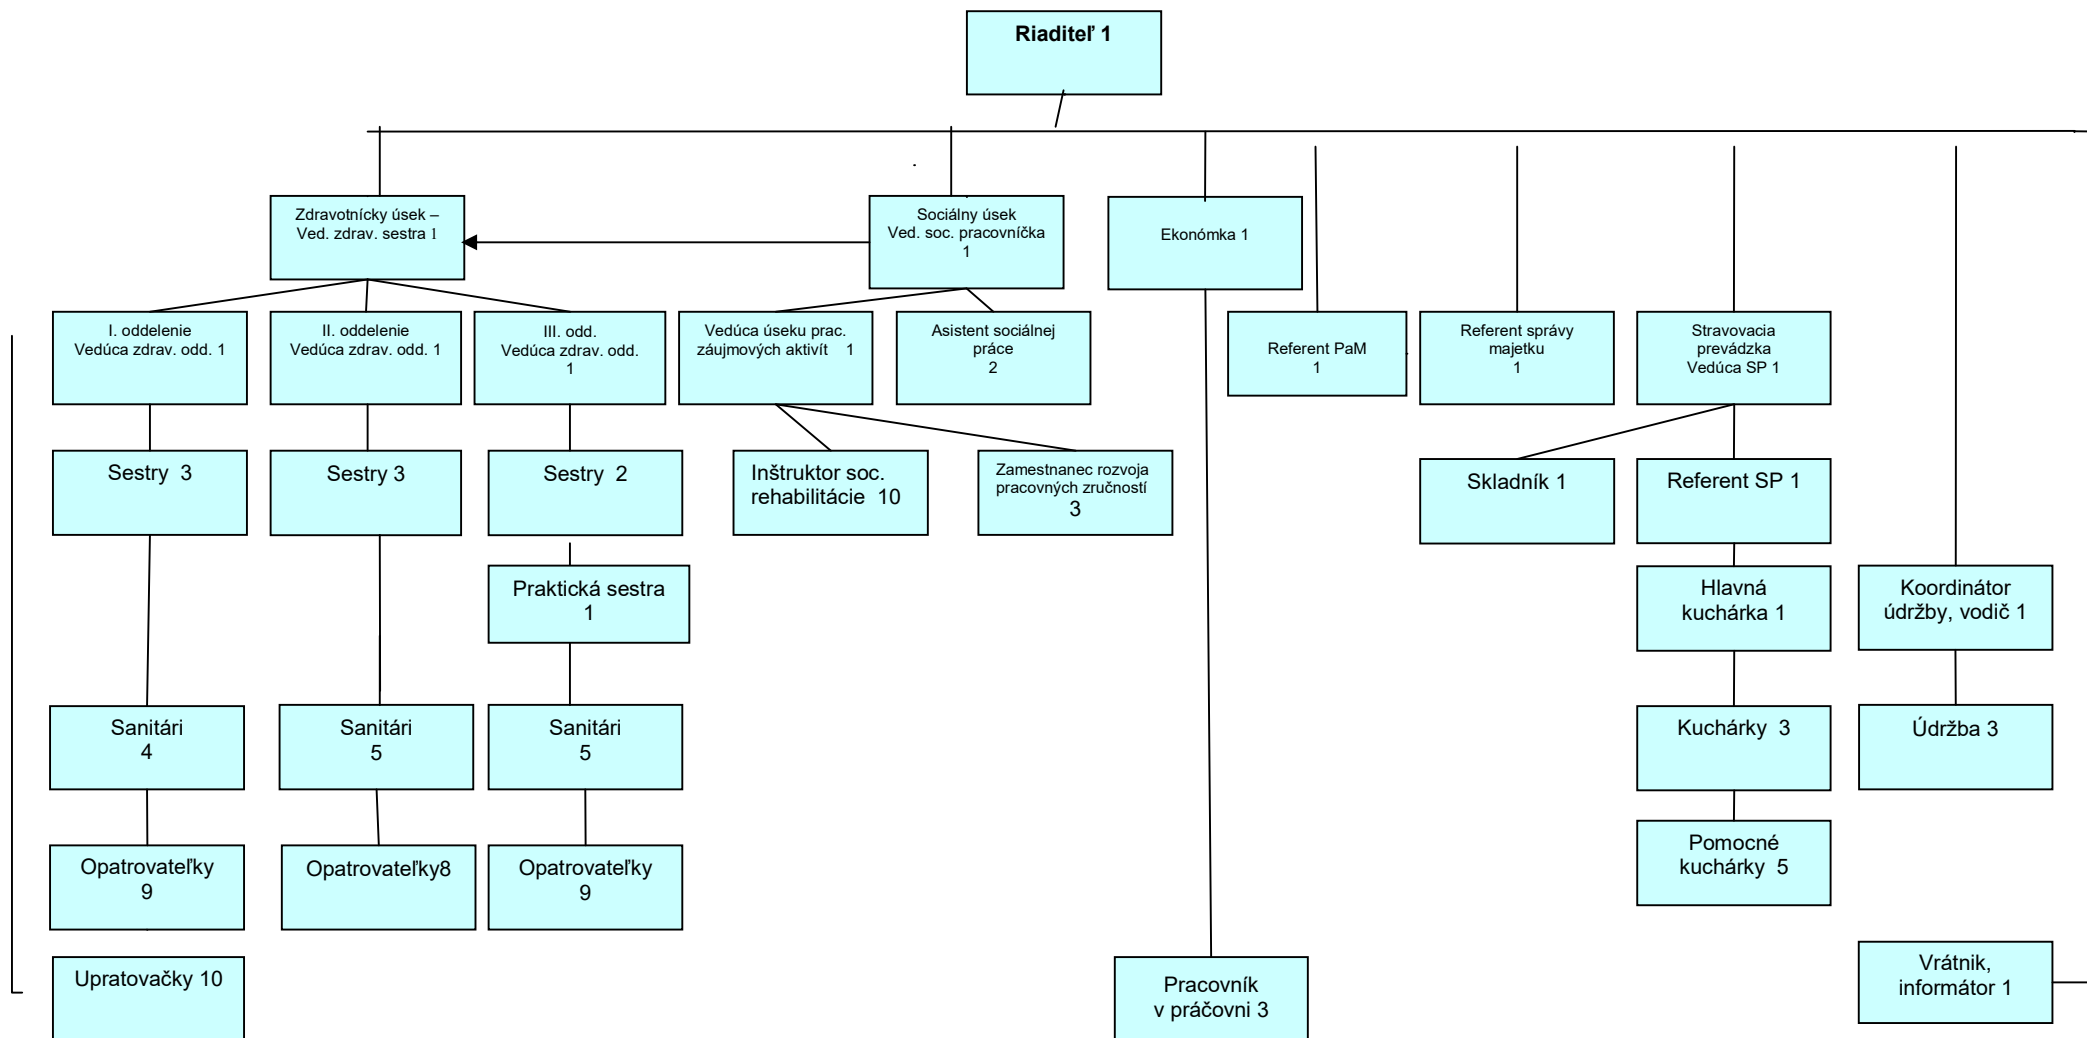 Riaditeľ 1
Zdravotnícky úsek –
Ved. zdrav. sestra 1
Sociálny úsek
Ved. soc. pracovníčka
1
Ekonómka 1
I. oddelenie
Vedúca zdrav. odd. 1
II. oddelenie
Vedúca zdrav. odd. 1
III. odd.
Vedúca zdrav. odd.
1
Vedúca úseku prac.
záujmových aktivít 1
Asistent sociálnej
práce
2
Referent PaM
1
Referent správy
majetku
1
Stravovacia
prevádzka
Vedúca SP 1
Sestry 3
Sestry 3
Sestry 2
Inštruktor soc.
rehabilitácie 10
Zamestnanec rozvoja
pracovných zručností
3
Skladník 1
Referent SP 1
Praktická sestra
1
Hlavná
kuchárka 1
Koordinátor
údržby, vodič 1
Sanitári
4
Sanitári
5
Sanitári
5
Kuchárky 3
Údržba 3
Opatrovateľky
9
Opatrovateľky8
Opatrovateľky
9
Pomocné
kuchárky 5
Upratovačky 10
Pracovník
v práčovni 3
Vrátnik,
informátor 1